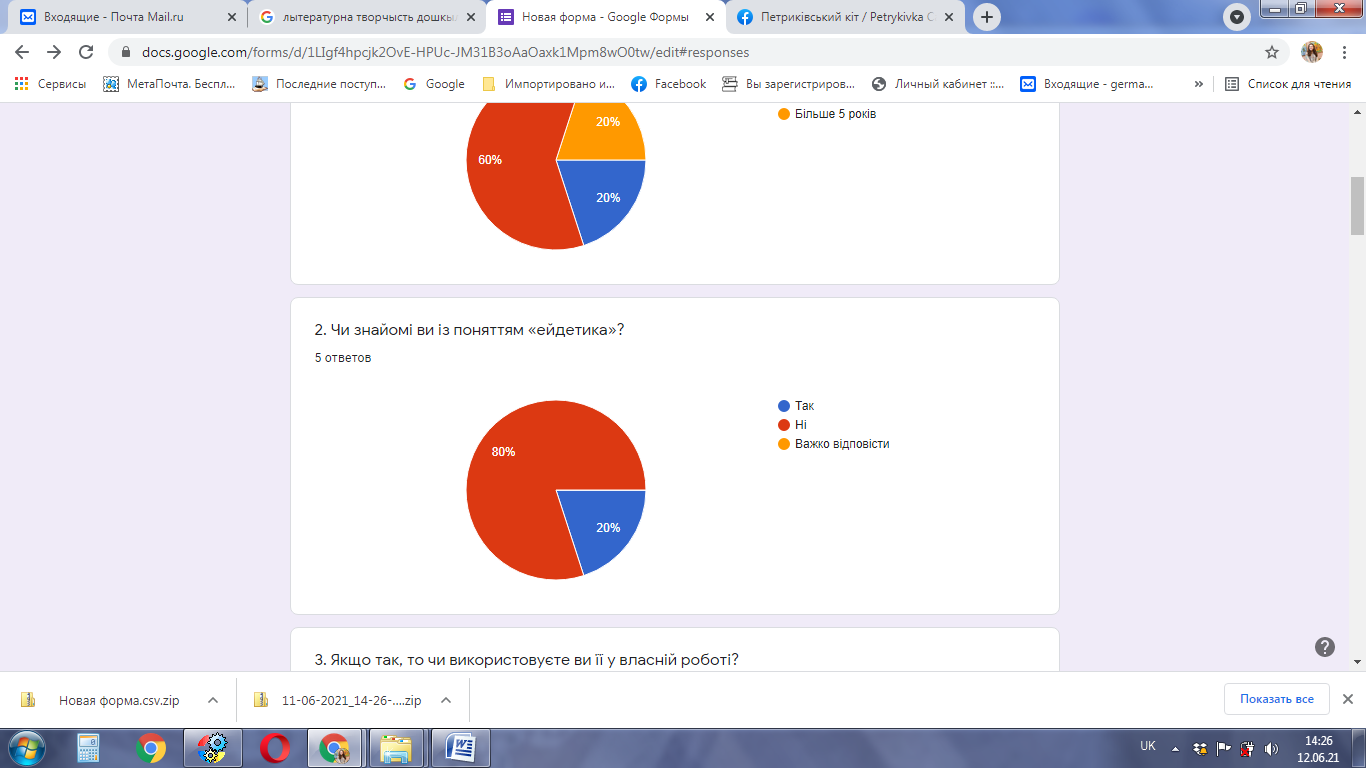 Входящие - Почта Mail.ru
лытературна творчысть дошкы
Новая форма - Google Формы
Петриківський кіт / Petrykivka C
docs.google.com/forms/d/1LIgf4hpcjk2OvE-HPUc-JM31B3oAaOaxk1Mpm8wO0tw/edit#responses
Сервисы
МетаПочта. Беспл...
Последние поступ...
Google
Импортировано и...
Facebook
Вы зарегистриров...
Личный кабинет ::...
Входящие - germa...
»
Список для чтения
Більше 5 років
20%
60%
20%
2. Чи знайомі ви із поняттям «ейдетика»?
5 ответов
Так
Ні
Важко відповісти
80%
20%
3. Якщо так, то чи використовуєте ви її у власній роботі?
Новая форма.csv.zip
11-06-2021_14-26-....zip
Показать все
UK
14:26
12.06.21